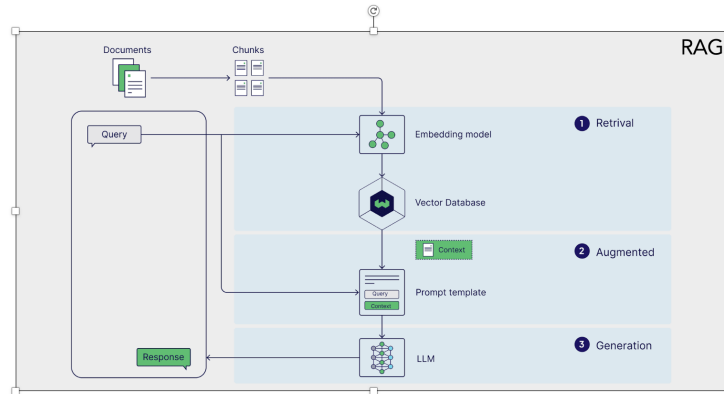 RAG
Documents
Chunks
Query
Embedding model
1 Retrival
Vector Database
Context
2 Augmented
Query
Context
Prompt template
3 Generation
Response
LLM